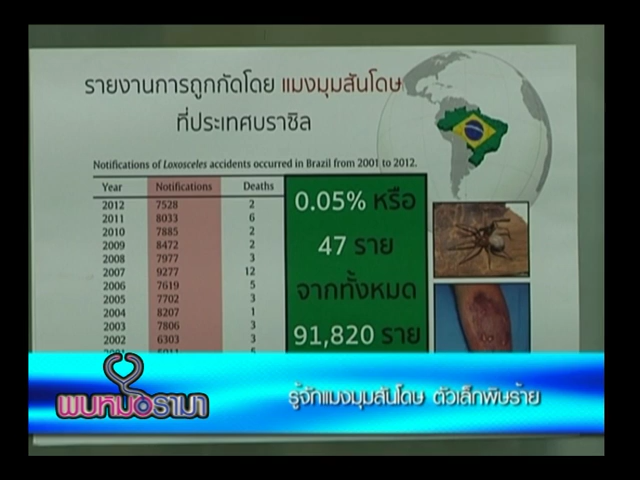 รายงานการถูกกัดโดย แมงมุมสันโดษ
ที่ประเทศบราซิล
Notifications of Loxosceles accidents occurred in Brazil from 2001 to 2012.
Year Notifications Deaths
2012 7528 2
2011 8033 6
2010 7885 2
2009 8472 2
2008 7977 3
2007 9277 12
2006 7619 5
2005 7702 3
2004 8207 1
2003 7806 3
2002 6303 3
0.05% หรือ
47 ราย
จากทั้งหมด
91,820 ราย
พบหมอรามา
รู้จักแมงมุมสันโดษ ตัวเล็กพิษร้าย